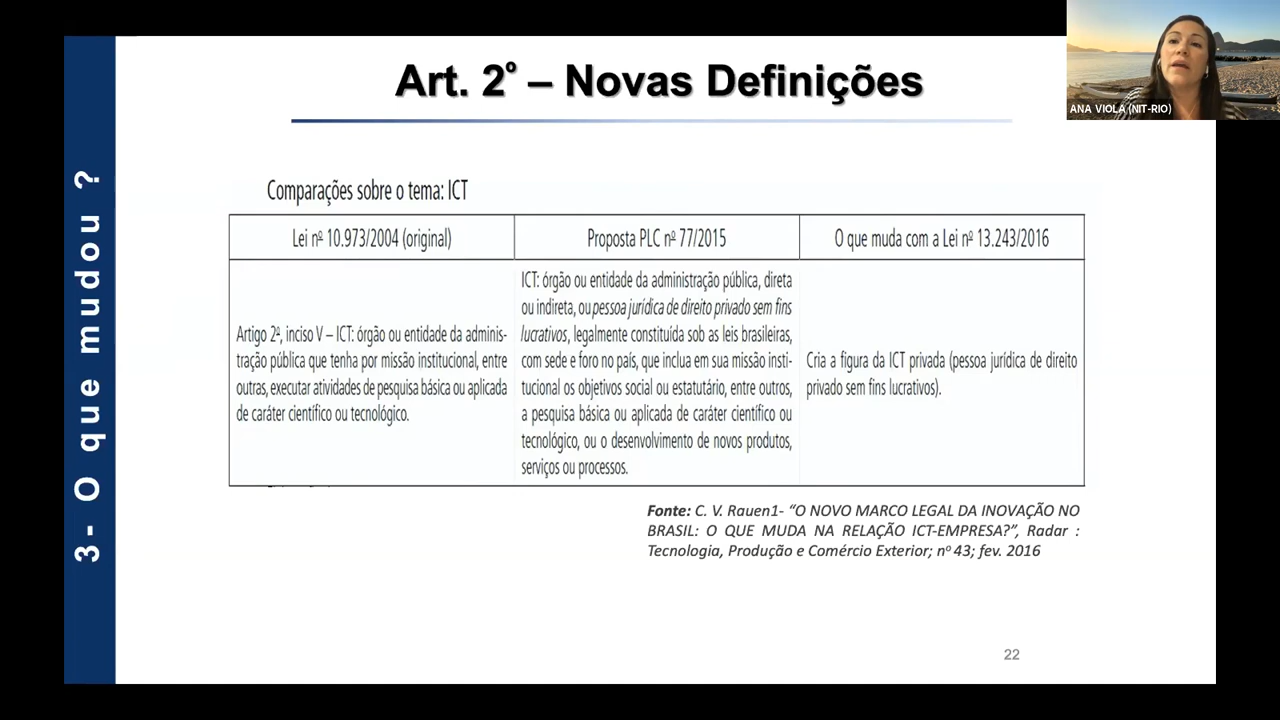 Art. 2° – Novas Definições
ANA VIOLA (NIT-RIO)
3- O que mudou ?
Comparações sobre o tema: ICT
Lei nº 10.973/2004 (original)
Proposta PLC nº 77/2015
O que muda com a Lei nº 13.243/2016
Artigo 2º, inciso V – ICT: órgão ou entidade da adminis-
tração pública que tenha por missão institucional, entre
outras, executar atividades de pesquisa básica ou aplicada
de caráter científico ou tecnológico.
ICT: órgão ou entidade da administração pública, direta
ou indireta, ou pessoa jurídica de direito privado sem fins
lucrativos, legalmente constituída sob as leis brasileiras,
com sede e foro no país, que inclua em sua missão insti-
tucional os objetivos social ou estatutário, entre outros,
a pesquisa básica ou aplicada de caráter científico ou
tecnológico, ou o desenvolvimento de novos produtos,
serviços ou processos.
Cria a figura da ICT privada (pessoa jurídica de direito
privado sem fins lucrativos).
Fonte: C. V. Rauen1- “O NOVO MARCO LEGAL DA INOVAÇÃO NO
BRASIL: O QUE MUDA NA RELAÇÃO ICT-EMPRESA?”, Radar :
Tecnologia, Produção e Comércio Exterior; nº 43; fev. 2016
22